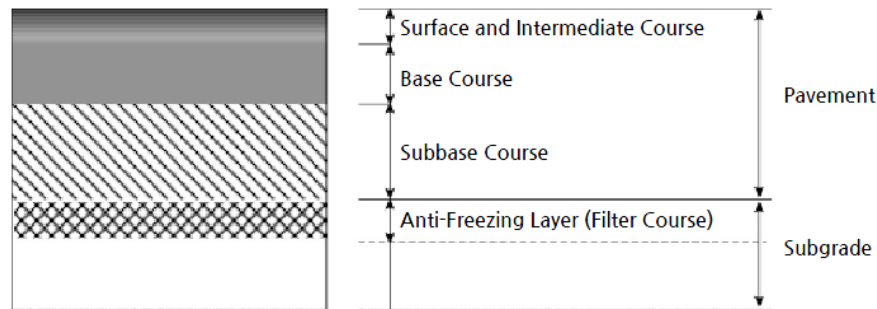 Surface and Intermediate Course
Base Course
Pavement
Subbase Course
Anti-Freezing Layer (Filter Course)
Subgrade